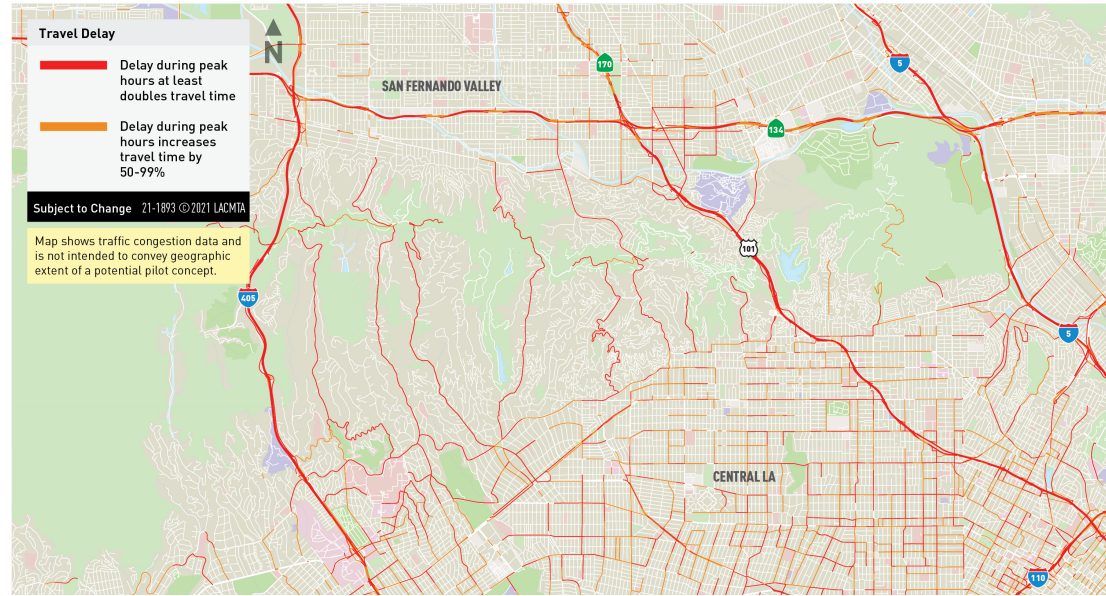 Travel Delay
Delay during peak
hours at least
doubles travel time
Delay during peak
hours increases
travel time by
50-99%
Subject to Change 21-1893 ©2021 LACMTA
Map shows traffic congestion data and
is not intended to convey geographic
extent of a potential pilot concept.
N
SAN FERNANDO VALLEY
170
5
134
101
405
5
CENTRAL LA
110